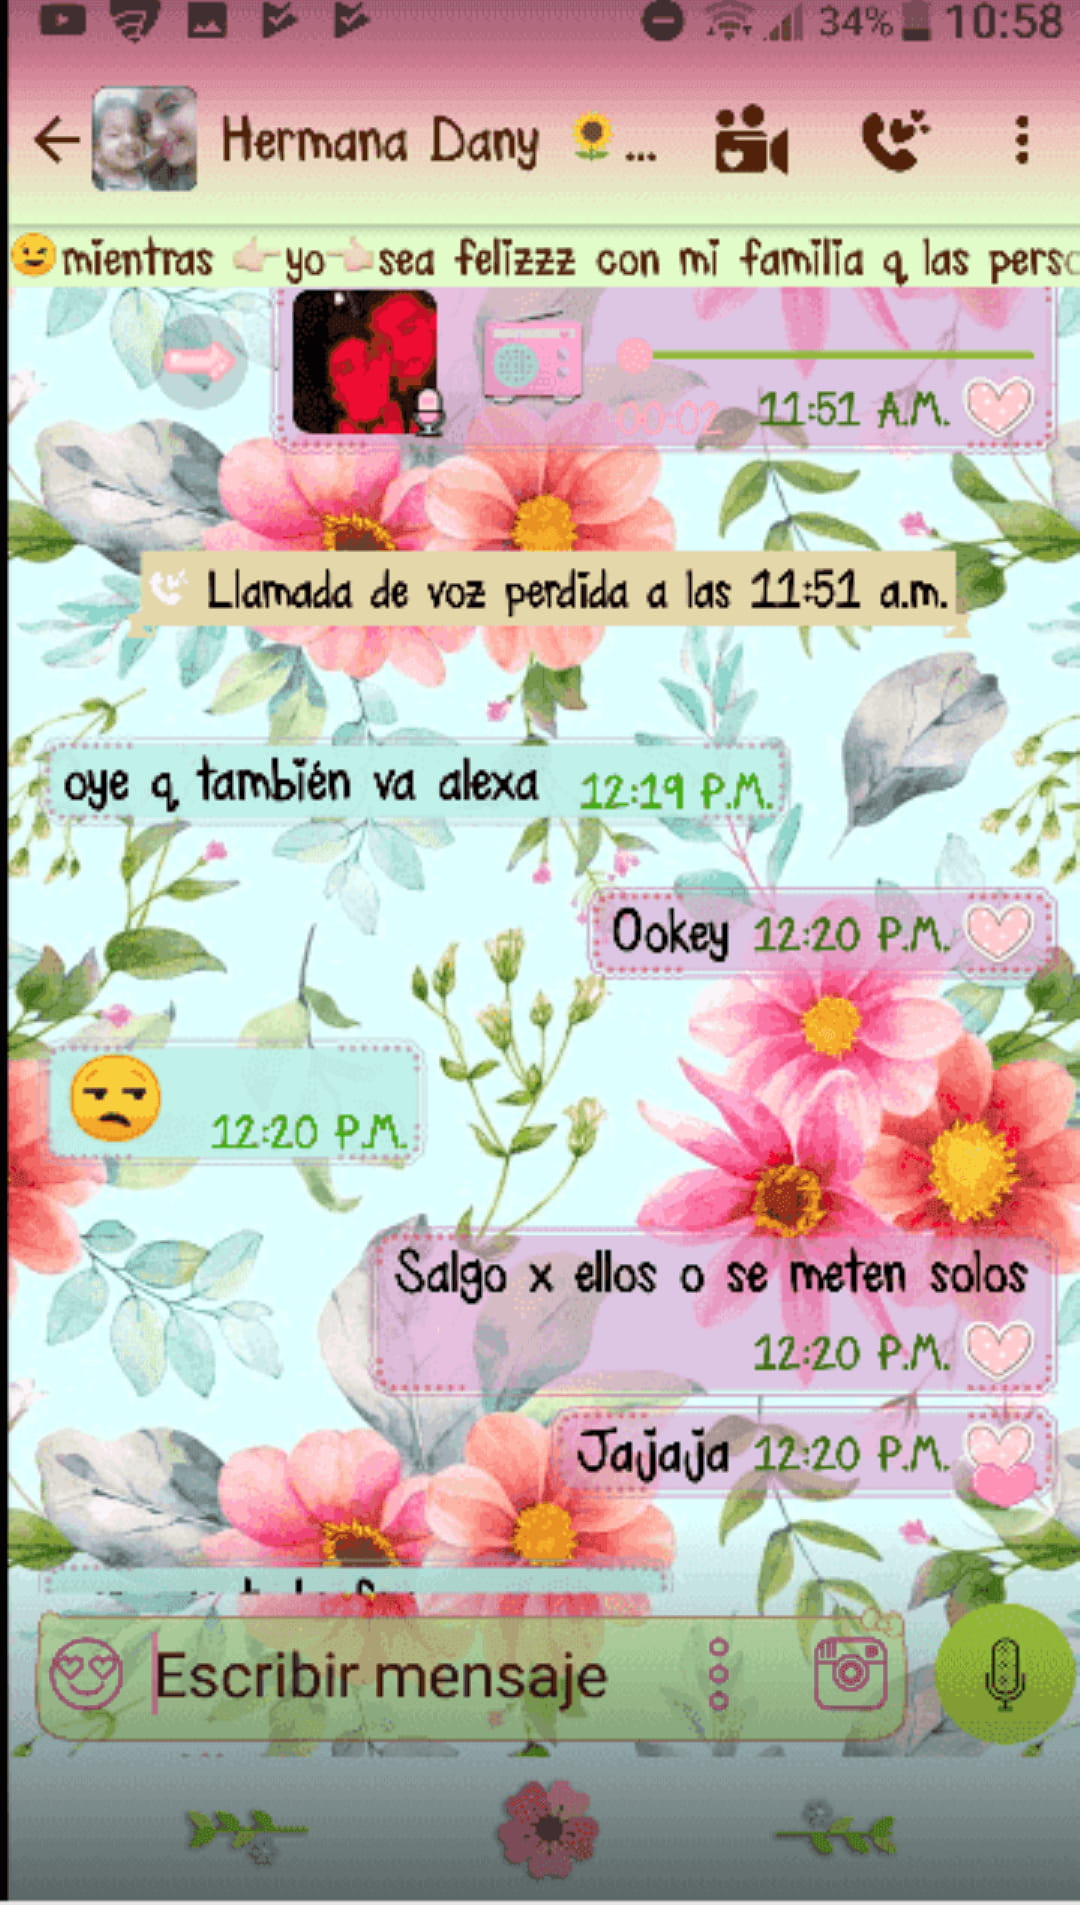 34% 10:58
Hermana Dany 🌻...
😉mientras 👉🏻yo👈🏻sea felizzz con mi familia q las perso
00:02 11:51 A.M.
Llamada de voz perdida a las 11:51 a.m.
oye q también va alexa 12:19 P.M.
Ookey 12:20 P.M.
😒 12:20 P.M.
Salgo x ellos o se meten solos
12:20 P.M.
Jajaja 12:20 P.M.
Escribir mensaje